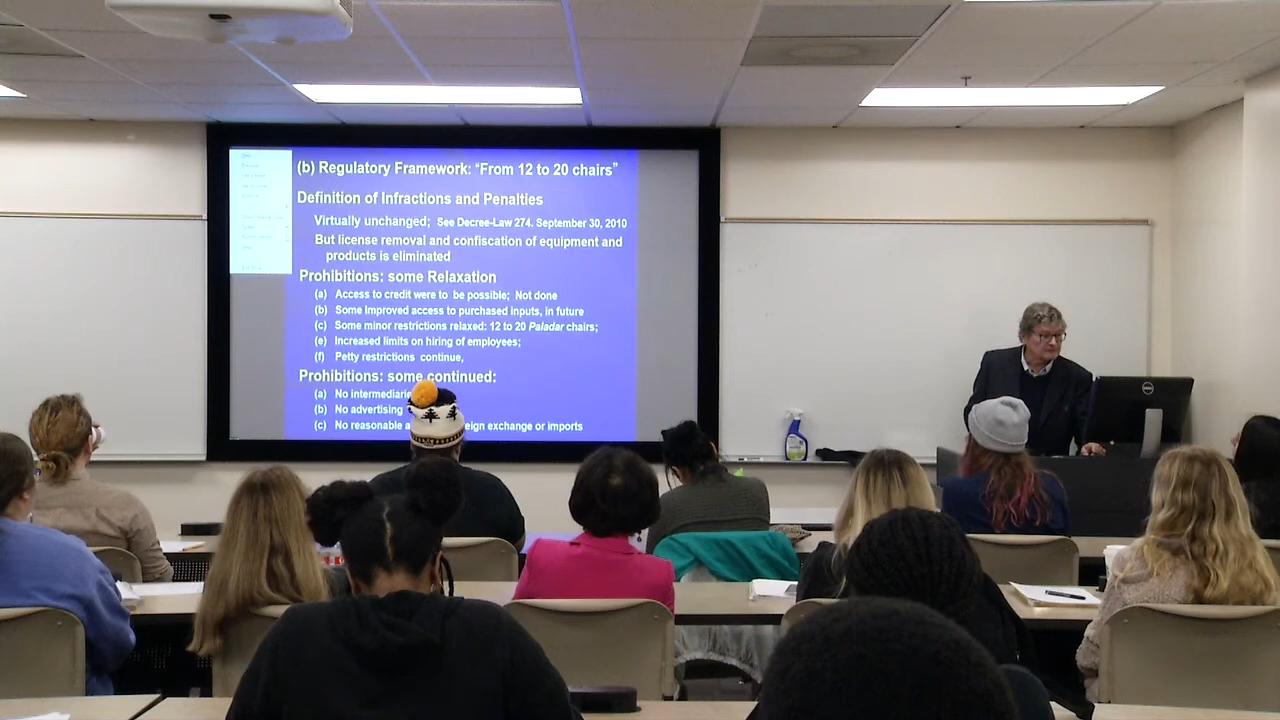 (b) Regulatory Framework: “From 12 to 20 chairs”
Definition of Infractions and Penalties
Virtually unchanged; See Decree-Law 274. September 30, 2010
But license removal and confiscation of equipment and
products is eliminated
Prohibitions: some Relaxation
(a) Access to credit were to be possible; Not done
(b) Some Improved access to purchased inputs, in future
(c) Some minor restrictions relaxed: 12 to 20 Paladar chairs;
(e) Increased limits on hiring of employees;
(f) Petty restrictions continue,
Prohibitions: some continued:
(a) No
(b) No advertising
(c) No reasonable exchange or imports
DELL